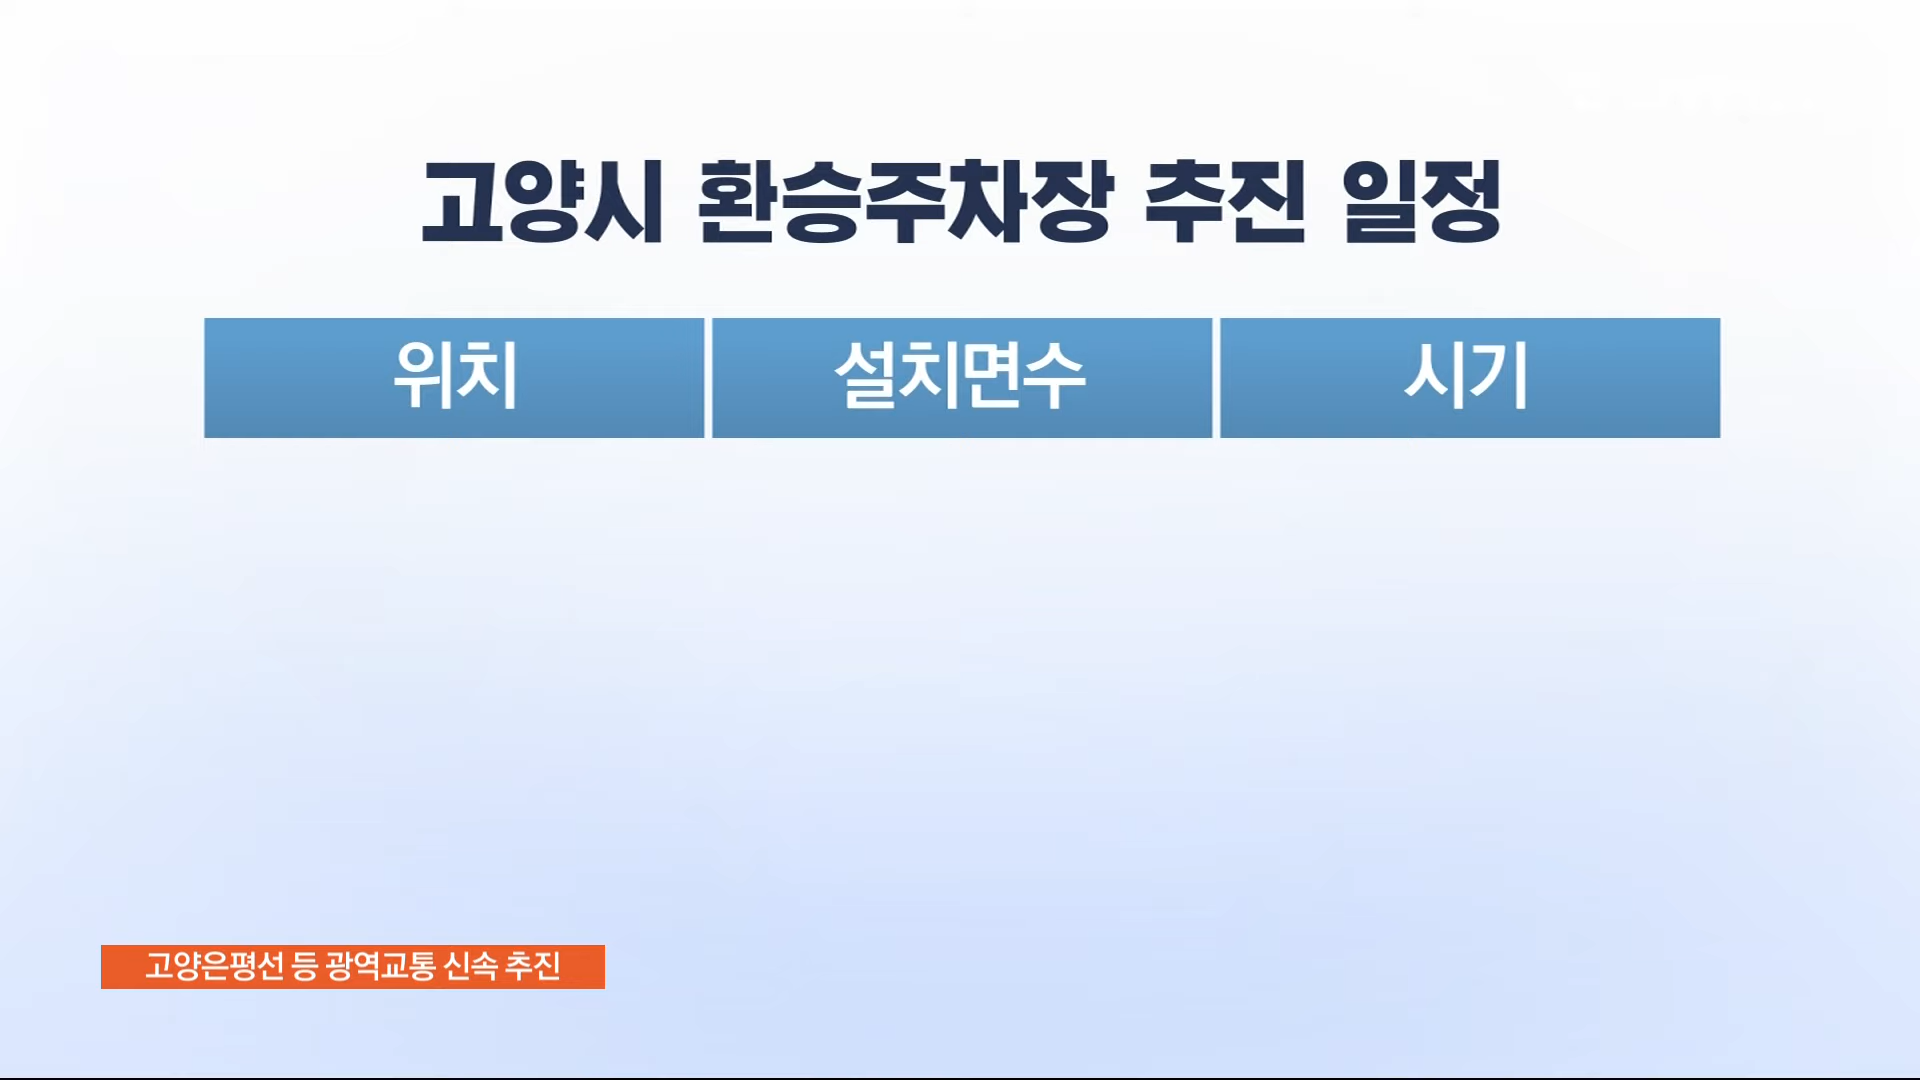 고양시 환승주차장 추진 일정
위치 설치면수 시기
고양은평선 등 광역교통 신속 추진